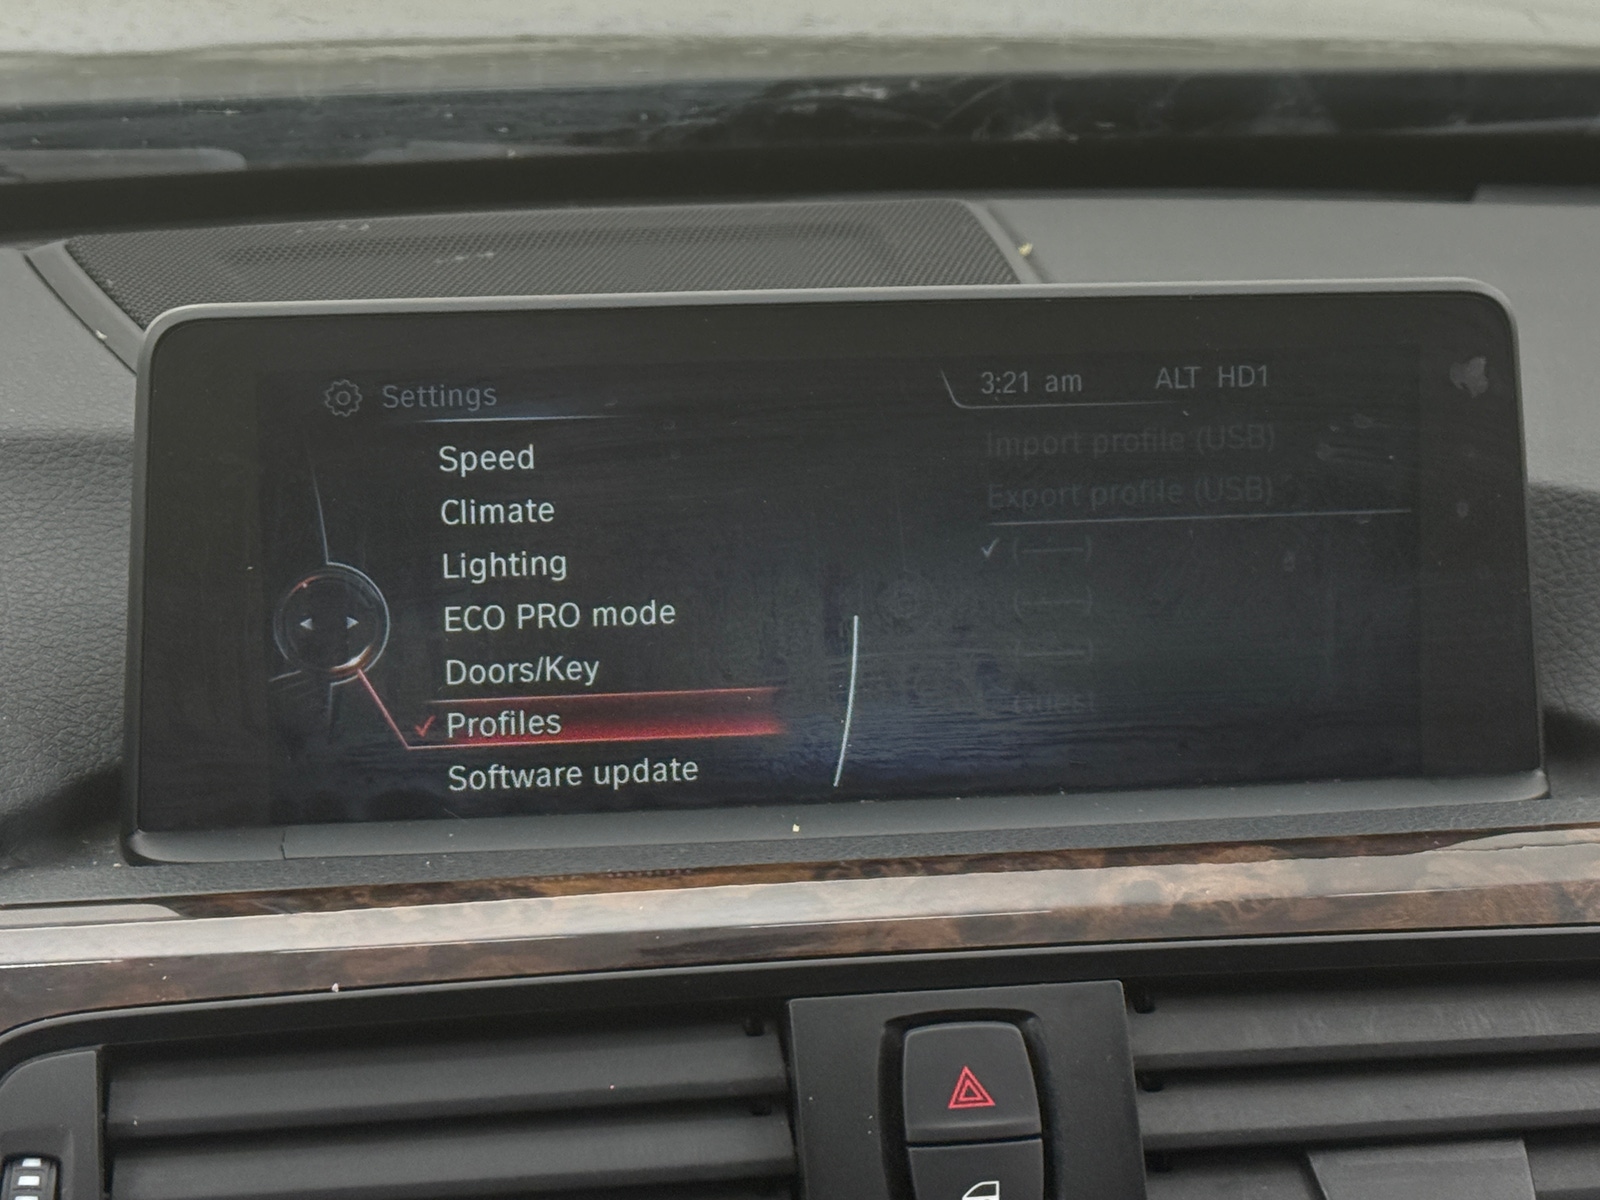 Settings
3:21 am
ALT HD1
Speed
Climate
Lighting
ECO PRO mode
Doors/Key
Profiles
Software update
Import profile (USB)
Export profile (USB)
Guest